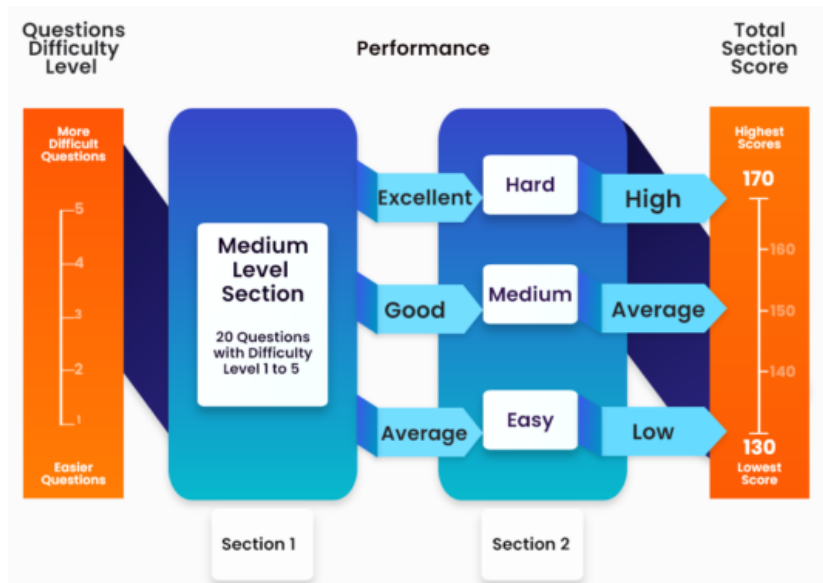 Questions
Difficulty
Level
Performance
Total
Section
Score
More
Difficult
Questions
5
4
3
2
1
Easier
Questions
Medium
Level
Section
20 Questions
with Difficulty
Level 1 to 5
Section 1
Excellent
Good
Average
Hard
Medium
Easy
Section 2
High
Average
Low
Highest
Scores
170
160
150
140
130
Lowest
Score